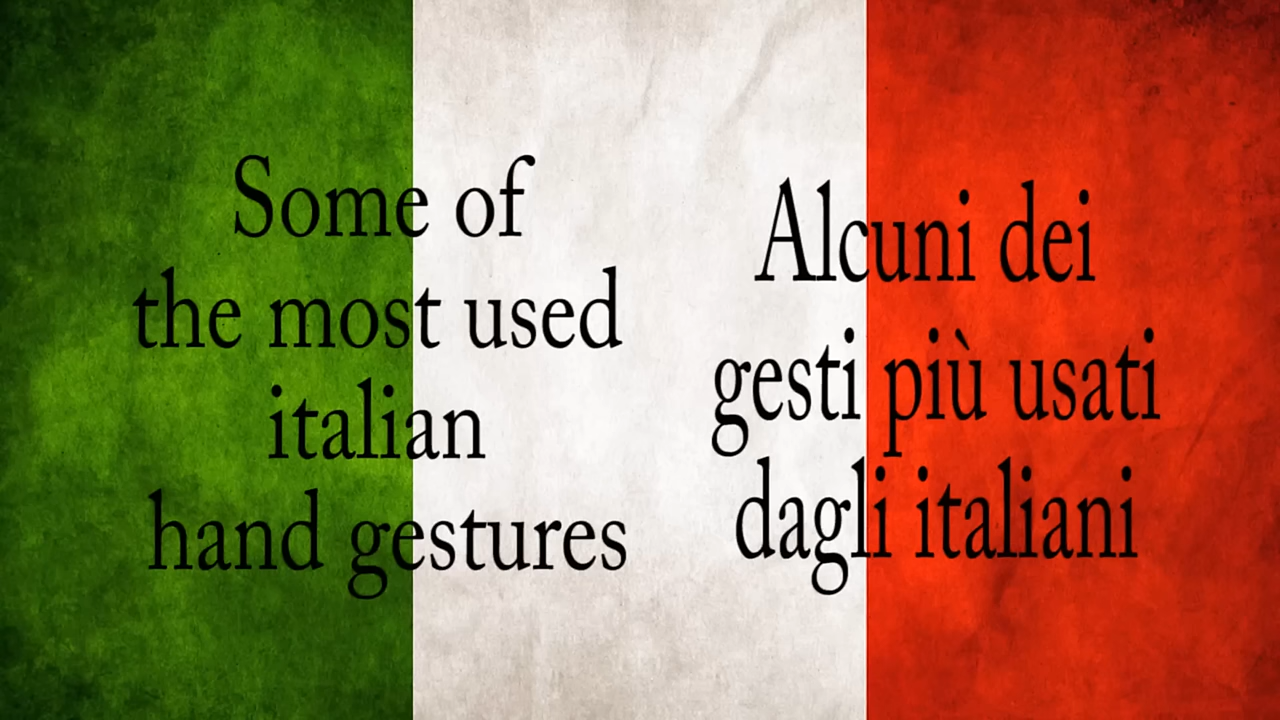 Some of
the most used
italian
hand gestures
Alcuni dei
gesti più usati
dagli italiani